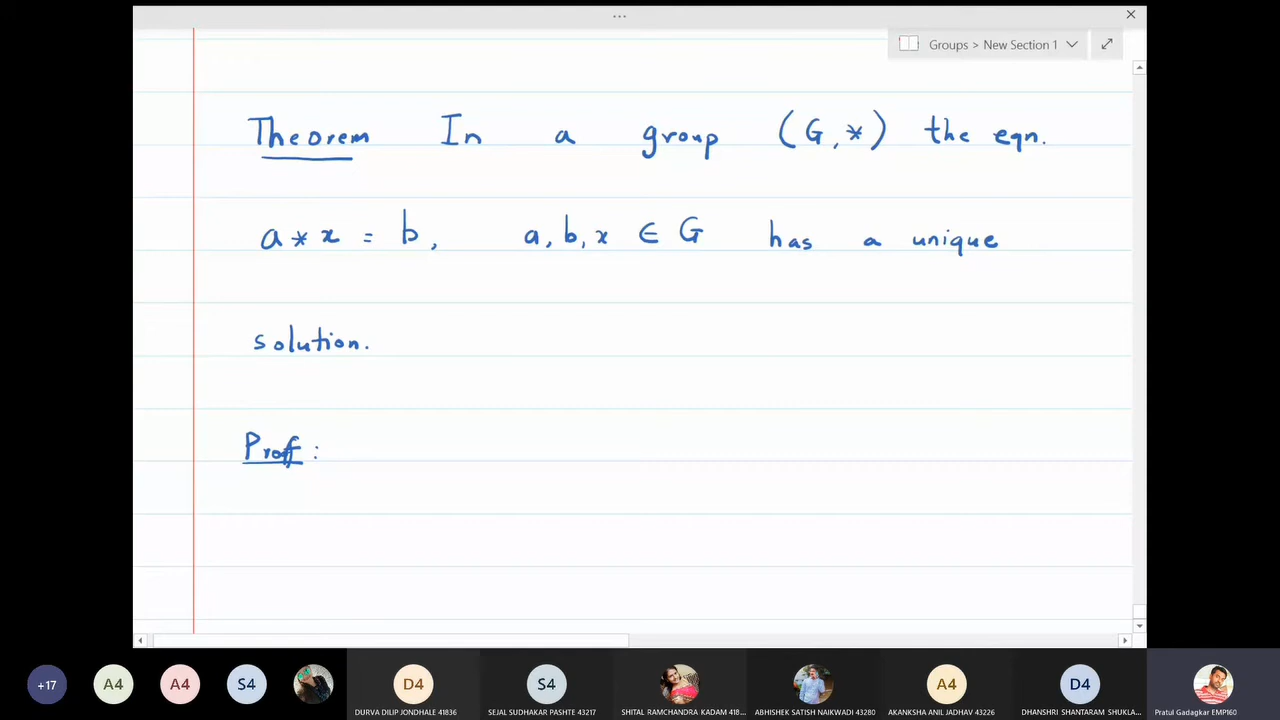 Groups > New Section 1
Theorem In a group (G, *) the eqn.
a * x = b, a, b, x ∈ G has a unique
solution.
Proof :
+17
A4
A4
S4
D4
S4
A4
D4
DURVA DILIP JONDHALE 41836
SEJAL SUDHAKAR PASHTE 43217
SHITAL RAMCHANDRA KADAM 418...
ABHISHEK SATISH NAIKWADI 43280
AKANKSHA ANIL JADHAV 43226
DHANSHRI SHANTARAM SHUKLA...
Pratul Gadagkar EMP160